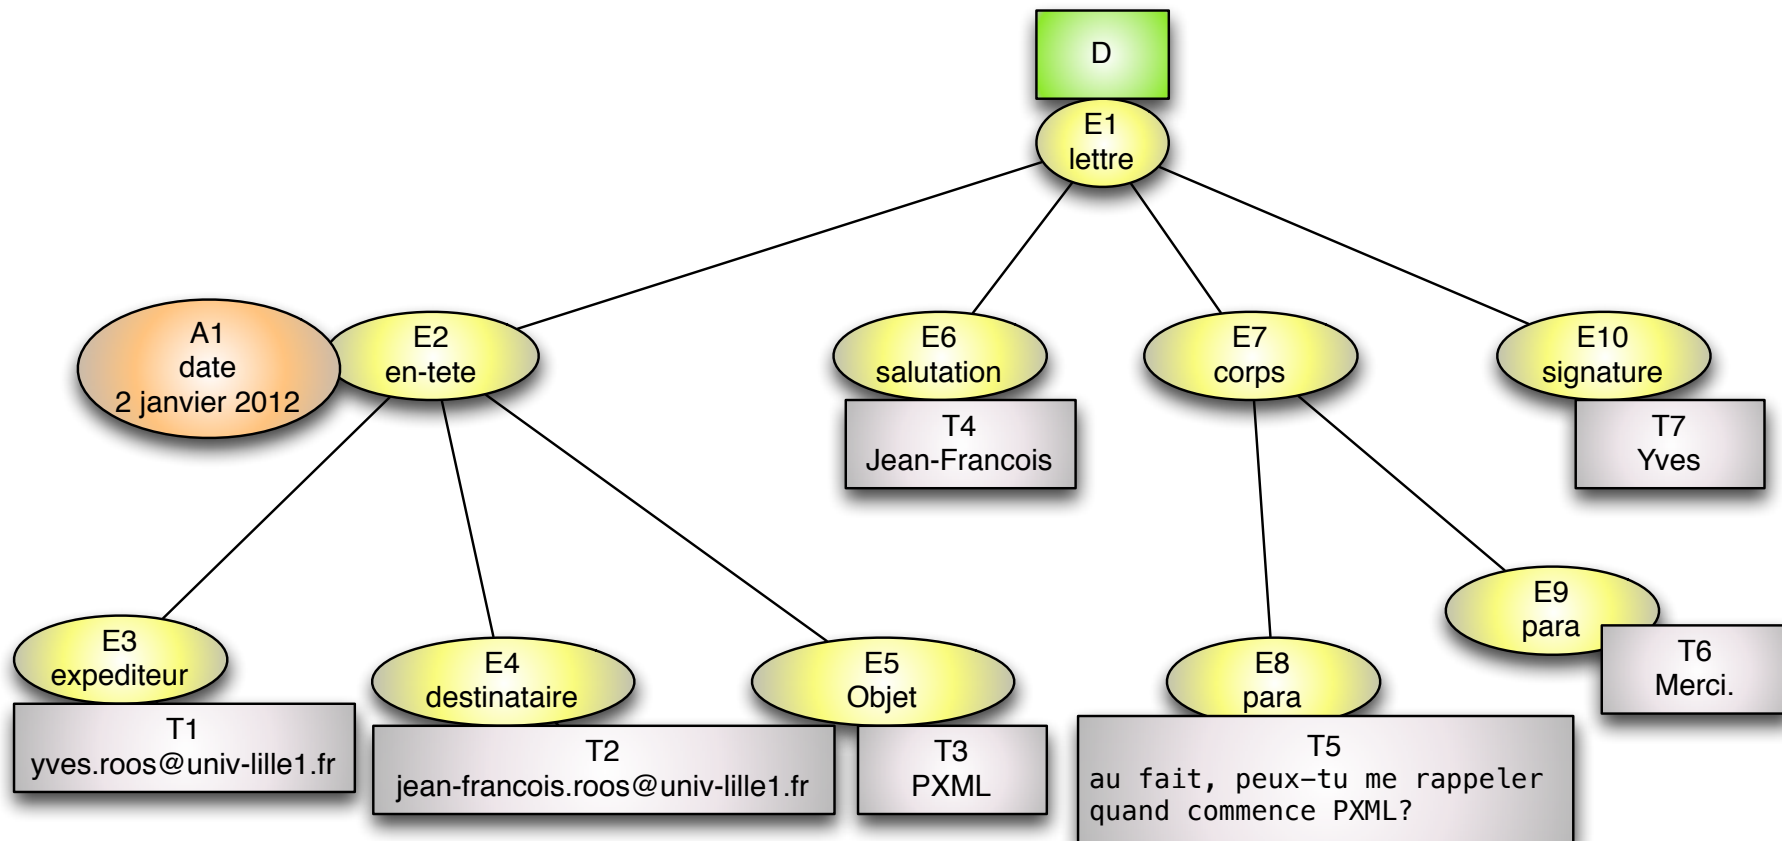 D
E1
lettre
A1
date
2 janvier 2012
E2
en-tete
E6
salutation
T4
Jean-Francois
E7
corps
E10
signature
T7
Yves
E3
expediteur
T1
yves.roos@univ-lille1.fr
E4
destinataire
T2
jean-francois.roos@univ-lille1.fr
E5
Objet
T3
PXML
E8
para
T5
au fait, peux-tu me rappeler
quand commence PXML?
E9
para
T6
Merci.